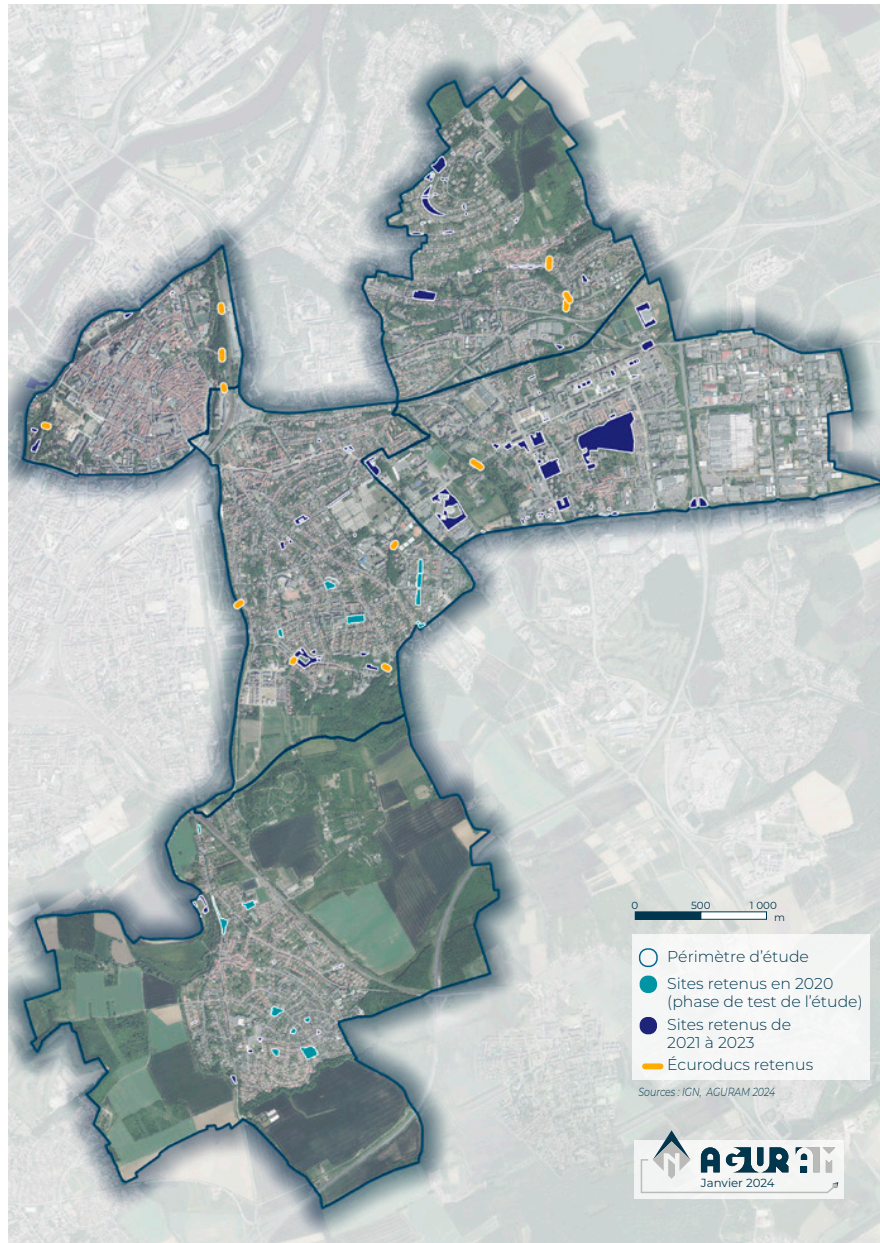 0 500 1 000
m
Périmètre d'étude
Sites retenus en 2020
(phase de test de l'étude)
Sites retenus de
2021 à 2023
Écuroducs retenus
Sources : IGN, AGURAM 2024
N
AGURAM
Janvier 2024